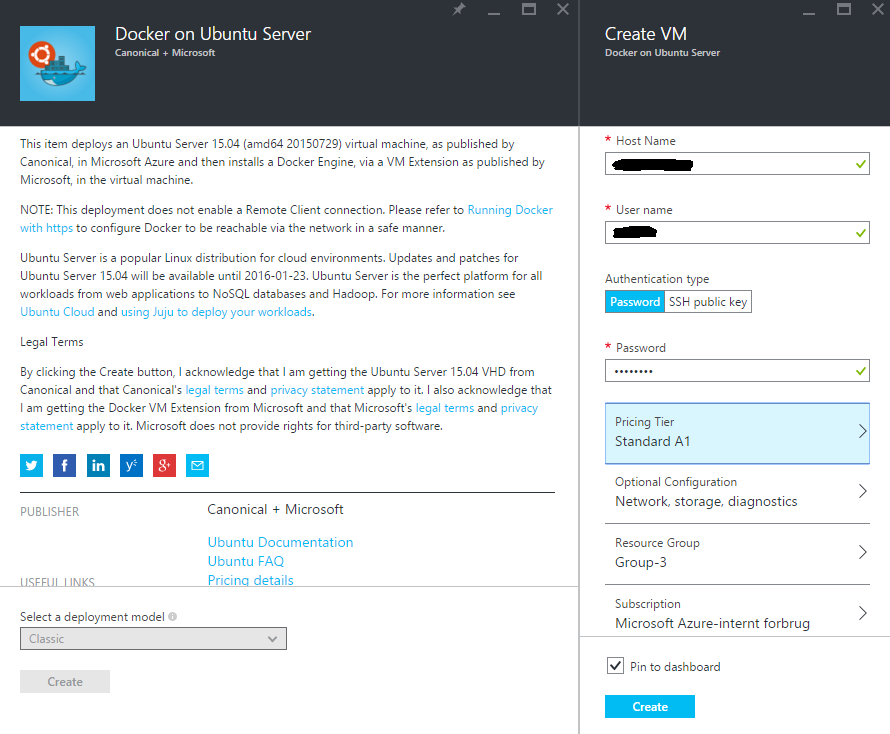 Docker on Ubuntu Server
Canonical + Microsoft
This item deploys an Ubuntu Server 15.04 (amd64 20150729) virtual machine, as published by
Canonical, in Microsoft Azure and then installs a Docker Engine, via a VM Extension as published by
Microsoft, in the virtual machine.
NOTE: This deployment does not enable a Remote Client connection. Please refer to Running Docker
with https to configure Docker to be reachable via the network in a safe manner.
Ubuntu Server is a popular Linux distribution for cloud environments. Updates and patches for
Ubuntu Server 15.04 will be available until 2016-01-23. Ubuntu Server is the perfect platform for all
workloads from web applications to NoSQL databases and Hadoop. For more information see
Ubuntu Cloud and using Juju to deploy your workloads.
Legal Terms
By clicking the Create button, I acknowledge that I am getting the Ubuntu Server 15.04 VHD from
Canonical and that Canonical's legal terms and privacy statement apply to it. I also acknowledge that
I am getting the Docker VM Extension from Microsoft and that Microsoft's legal terms and privacy
statement apply to it. Microsoft does not provide rights for third-party software.
PUBLISHER
Canonical + Microsoft
Ubuntu Documentation
Ubuntu FAQ
USEFUL LINKS
Pricing details
Select a deployment model
Classic
Create
Create VM
Docker on Ubuntu Server
* Host Name
* User name
Authentication type
Password SSH public key
* Password
••••••••
Pricing Tier
Standard A1
Optional Configuration
Network, storage, diagnostics
Resource Group
Group-3
Subscription
Microsoft Azure-internt forbrug
Pin to dashboard
Create